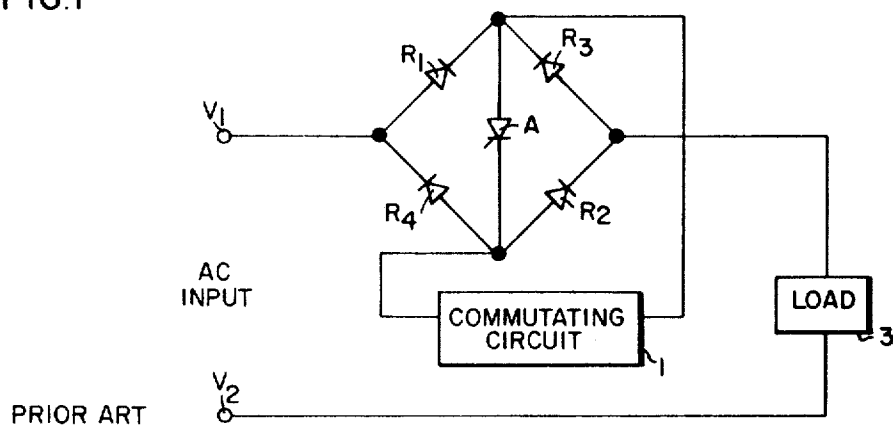 FIG.1
R1
R3
V1
A
R4
R2
AC
INPUT
COMMUTATING
CIRCUIT
1
LOAD
3
V2
PRIOR ART